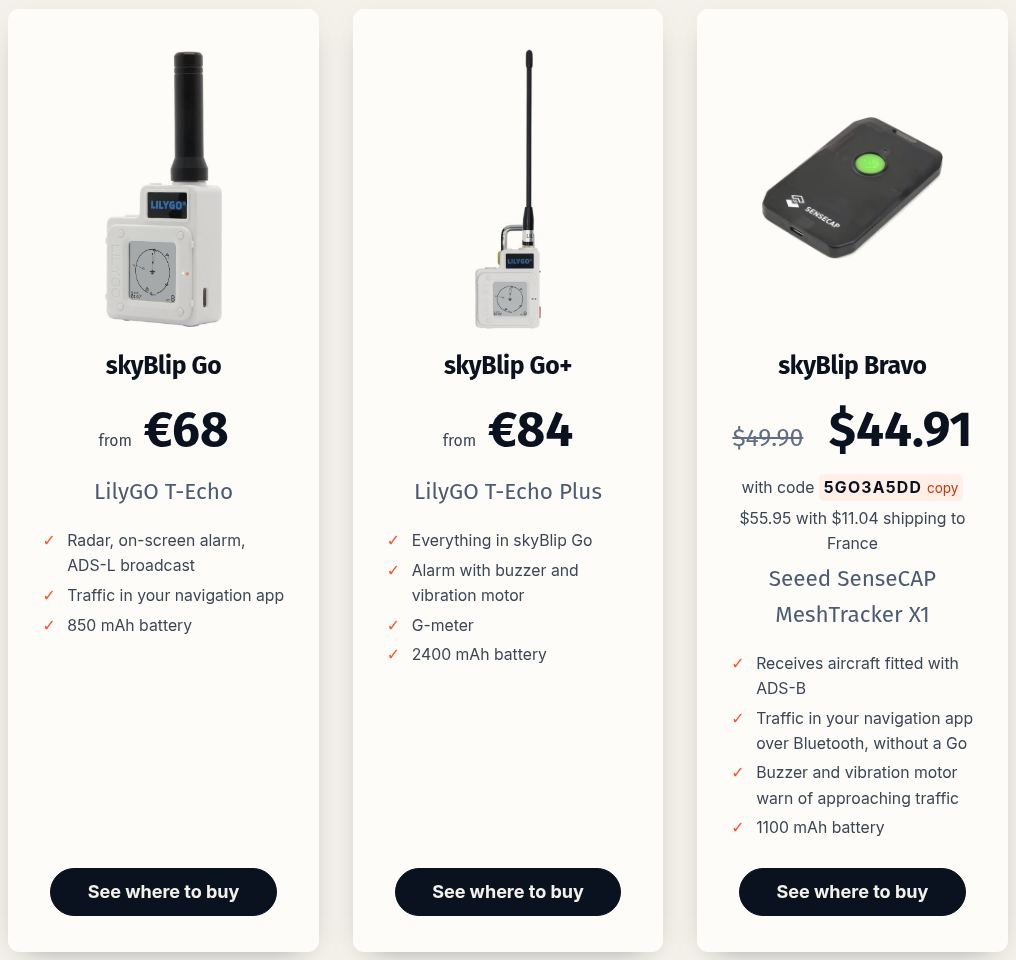 LILYGO
skyBlip Go
from €68
LilyGO T-Echo
✓ Radar, on-screen alarm,
ADS-L broadcast
✓ Traffic in your navigation app
✓ 850 mAh battery
See where to buy
LILYGO
skyBlip Go+
from €84
LilyGO T-Echo Plus
✓ Everything in skyBlip Go
✓ Alarm with buzzer and
vibration motor
✓ G-meter
✓ 2400 mAh battery
See where to buy
SENSECAP
skyBlip Bravo
$49.90 $44.91
with code 5GO3A5DD copy
$55.95 with $11.04 shipping to
France
Seeed SenseCAP
MeshTracker X1
✓ Receives aircraft fitted with
ADS-B
✓ Traffic in your navigation app
over Bluetooth, without a Go
✓ Buzzer and vibration motor
warn of approaching traffic
✓ 1100 mAh battery
See where to buy